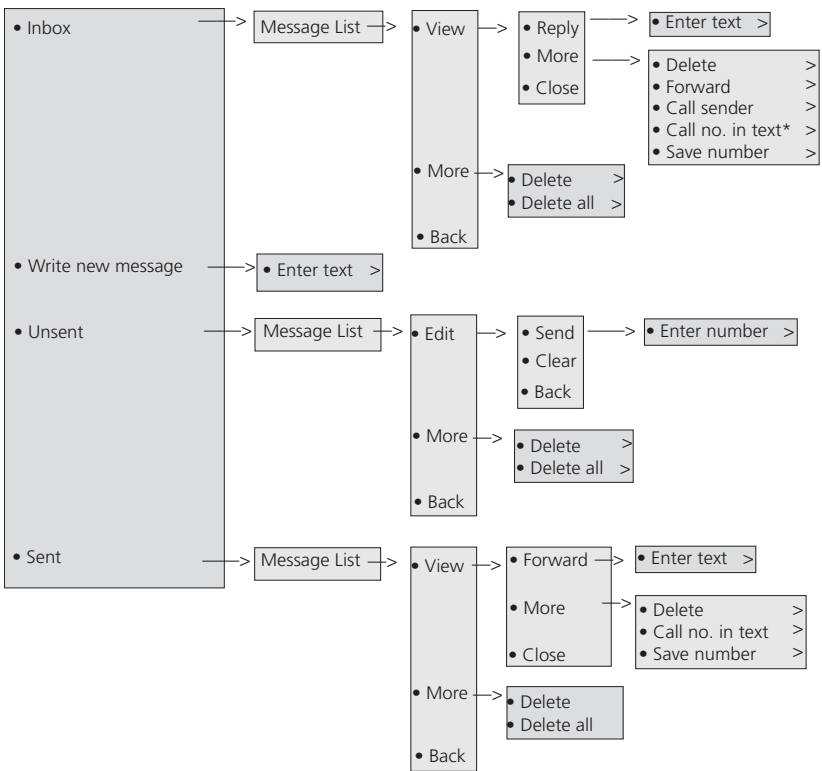 • Inbox
Message List
• View
• Reply
• Enter text >
• More
• Close
• Delete >
• Forward >
• Call sender >
• Call no. in text* >
• Save number >
• More
• Delete >
• Delete all >
• Back
• Write new message
• Enter text >
• Unsent
Message List
• Edit
• Send
• Enter number >
• Clear
• Back
• More
• Delete >
• Delete all >
• Back
• Sent
Message List
• View
• Forward
• Enter text >
• More
• Delete >
• Call no. in text >
• Save number >
• Close
• More
• Delete
• Delete all
• Back